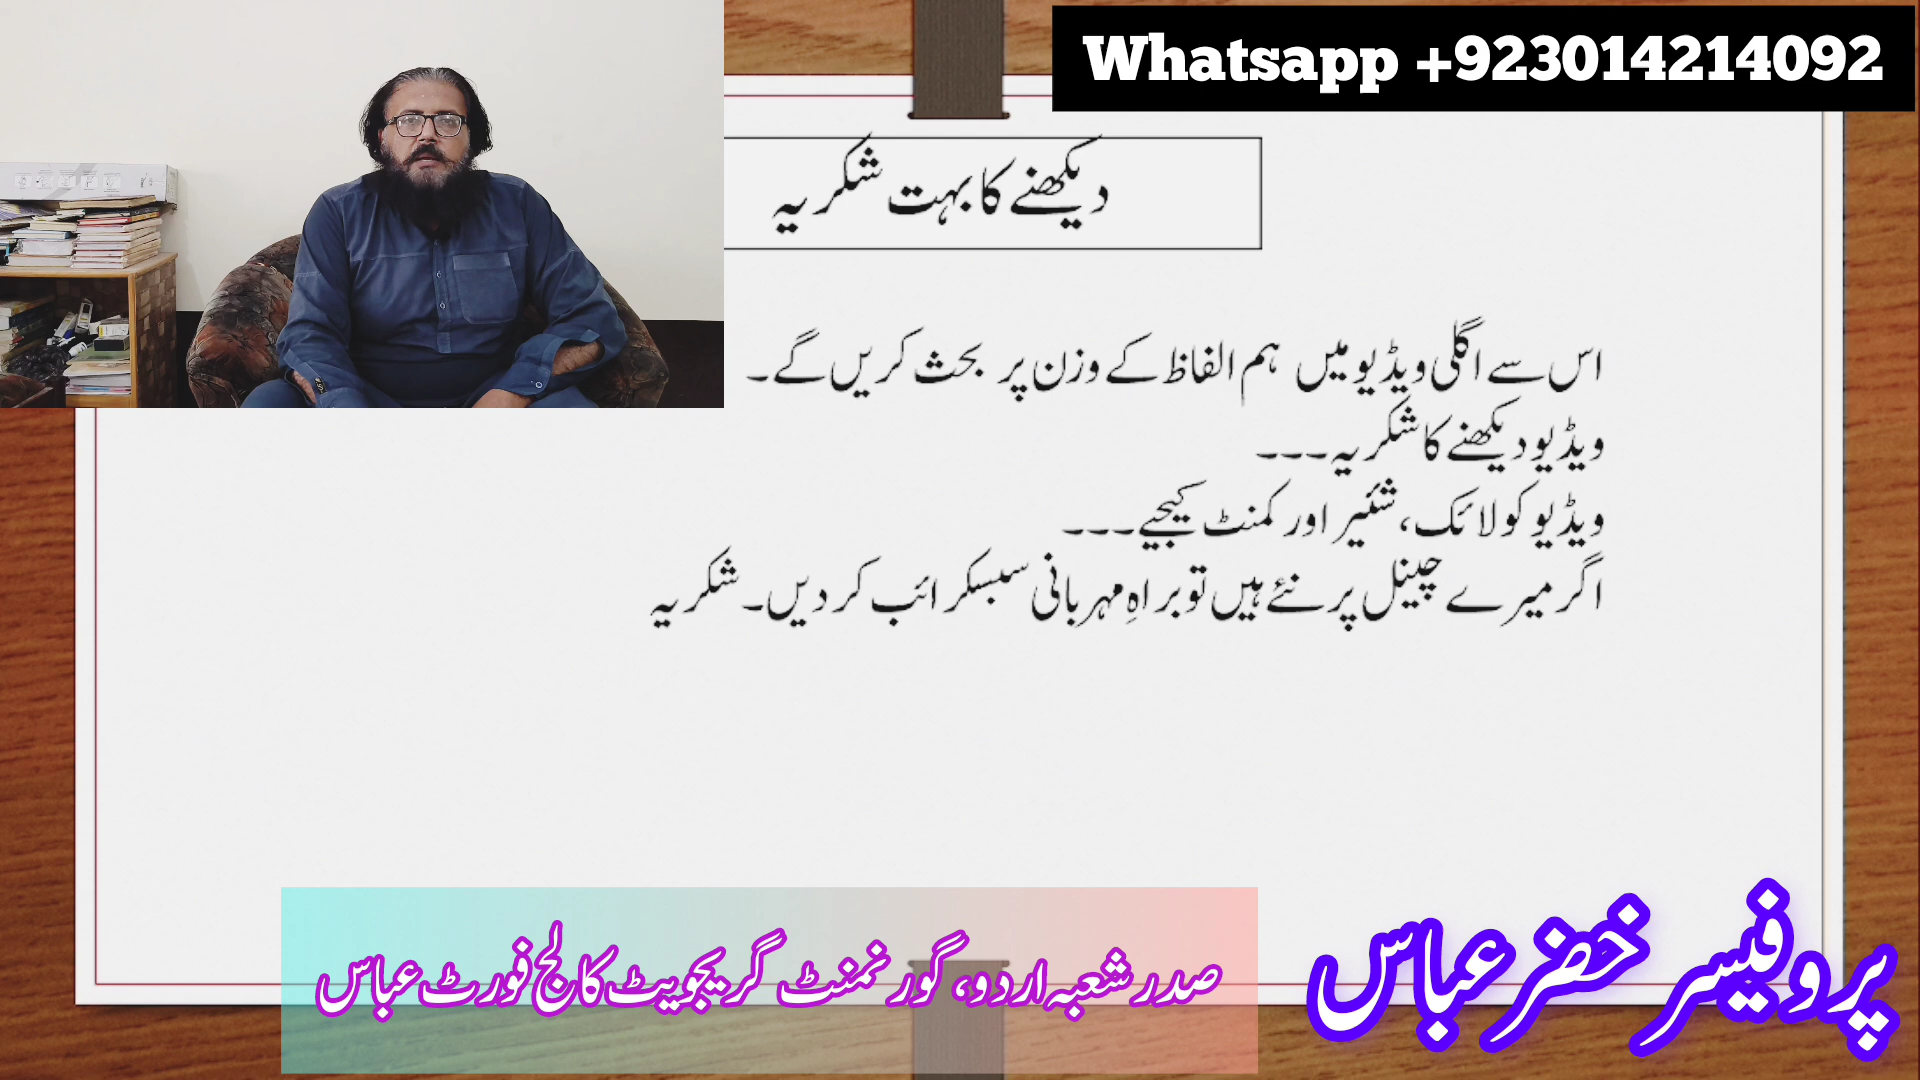 Whatsapp +923014214092
دیکھنے کا بہت شکریہ
اس سے اگلی ویڈیو میں ہم الفاظ کے وزن پر بحث کریں گے۔
ویڈیو دیکھنے کا شکریہ۔۔۔
ویڈیو کو لائک، شئیر اور کمنٹ کیجیے۔۔۔
اگر میرے چینل پر نئے ہیں تو براہِ مہربانی سبسکرائب کر دیں۔ شکریہ
پروفیسر خضر عباس
صدر شعبہ اردو، گورنمنٹ گریجویٹ کالج فورٹ عباس